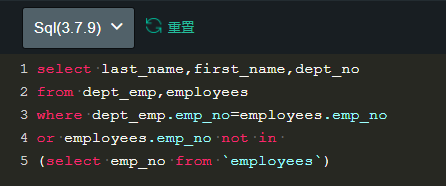 Sql(3.7.9) 重置
1 select last_name,first_name,dept_no
2 from dept_emp,employees
3 where dept_emp.emp_no=employees.emp_no
4 or employees.emp_no not in
5 (select emp_no from `employees`)